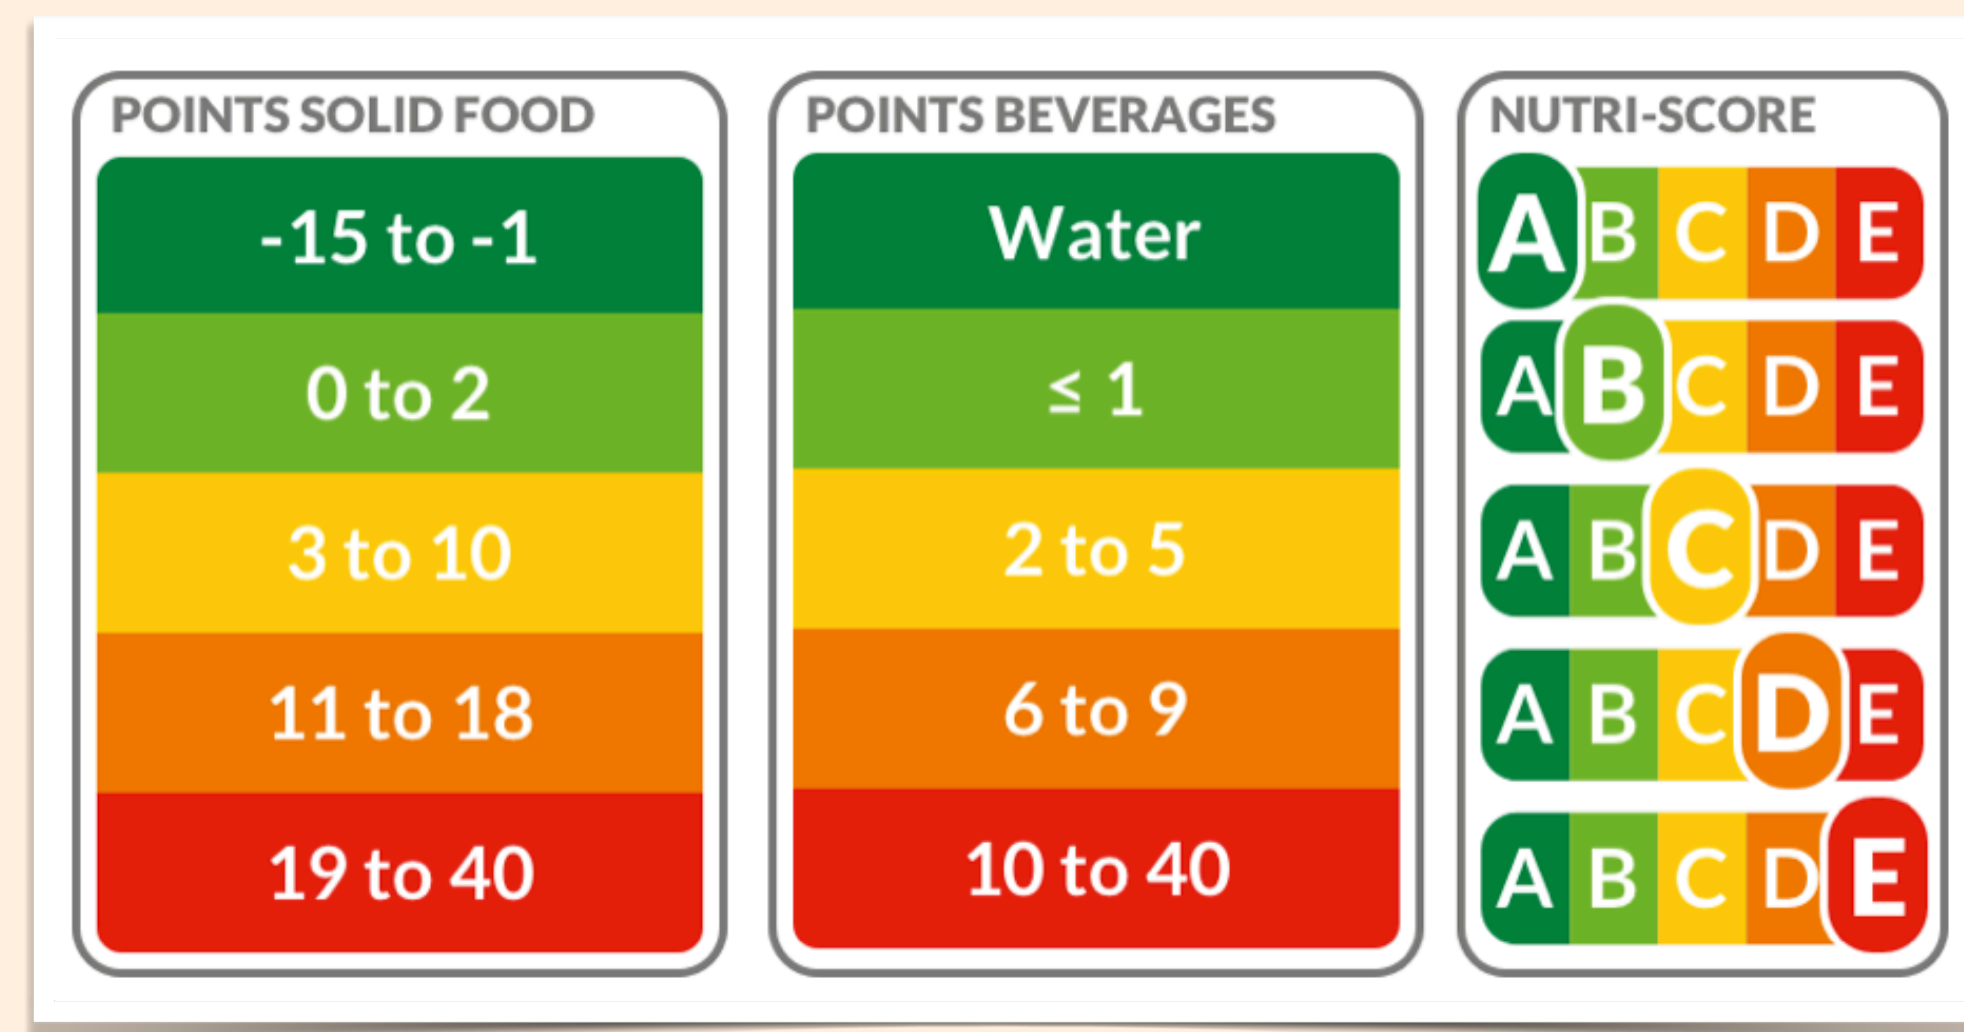 POINTS SOLID FOOD
-15 to -1
0 to 2
3 to 10
11 to 18
19 to 40
POINTS BEVERAGES
Water
≤ 1
2 to 5
6 to 9
10 to 40
NUTRI-SCORE
A B C D E
A B C D E
A B C D E
A B C D E
A B C D E